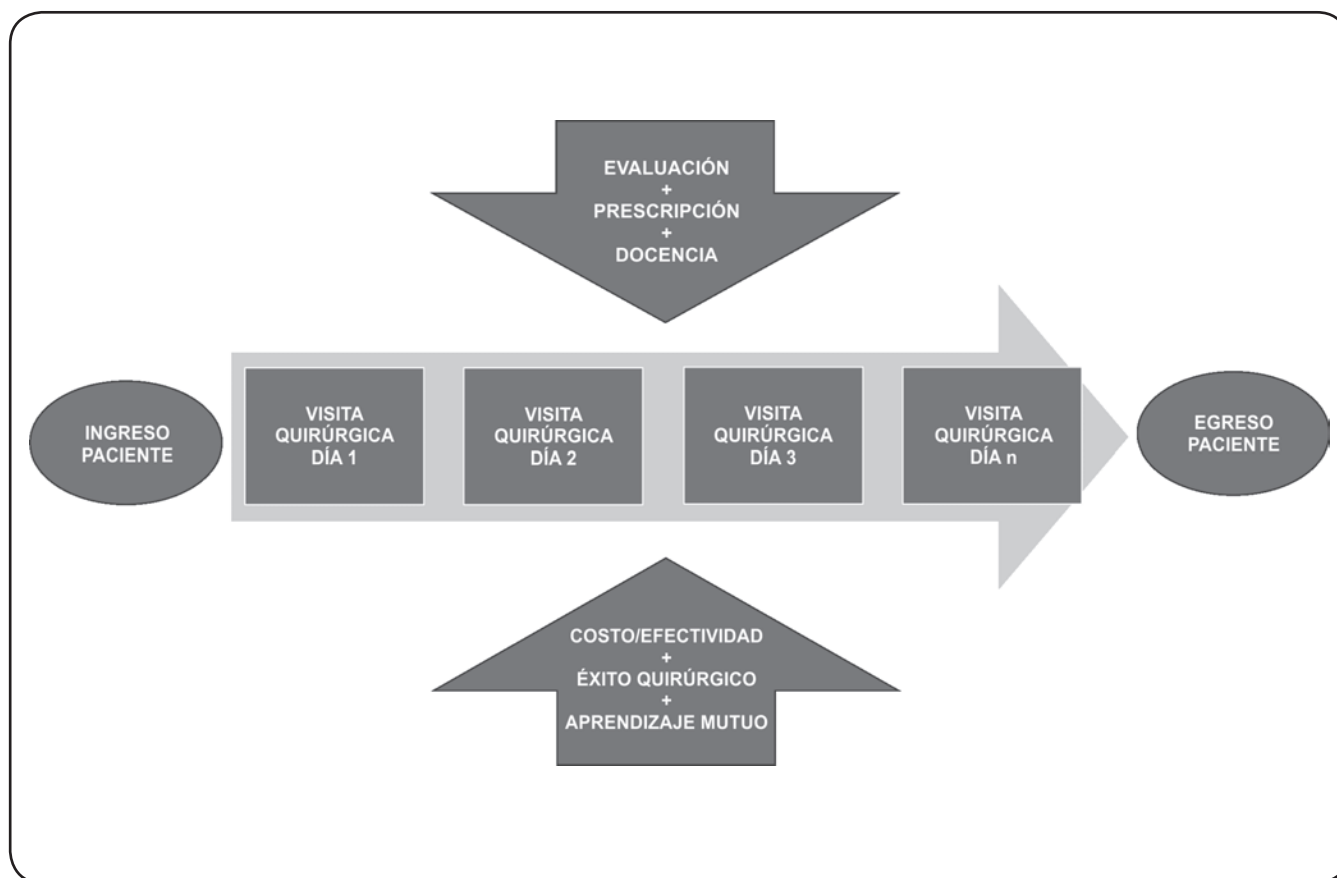 EVALUACIÓN
+
PRESCRIPCIÓN
+
DOCENCIA
INGRESO
PACIENTE
VISITA
QUIRÚRGICA
DÍA 1
VISITA
QUIRÚRGICA
DÍA 2
VISITA
QUIRÚRGICA
DÍA 3
VISITA
QUIRÚRGICA
DÍA n
EGRESO
PACIENTE
COSTO/EFECTIVIDAD
+
ÉXITO QUIRÚRGICO
+
APRENDIZAJE MUTUO